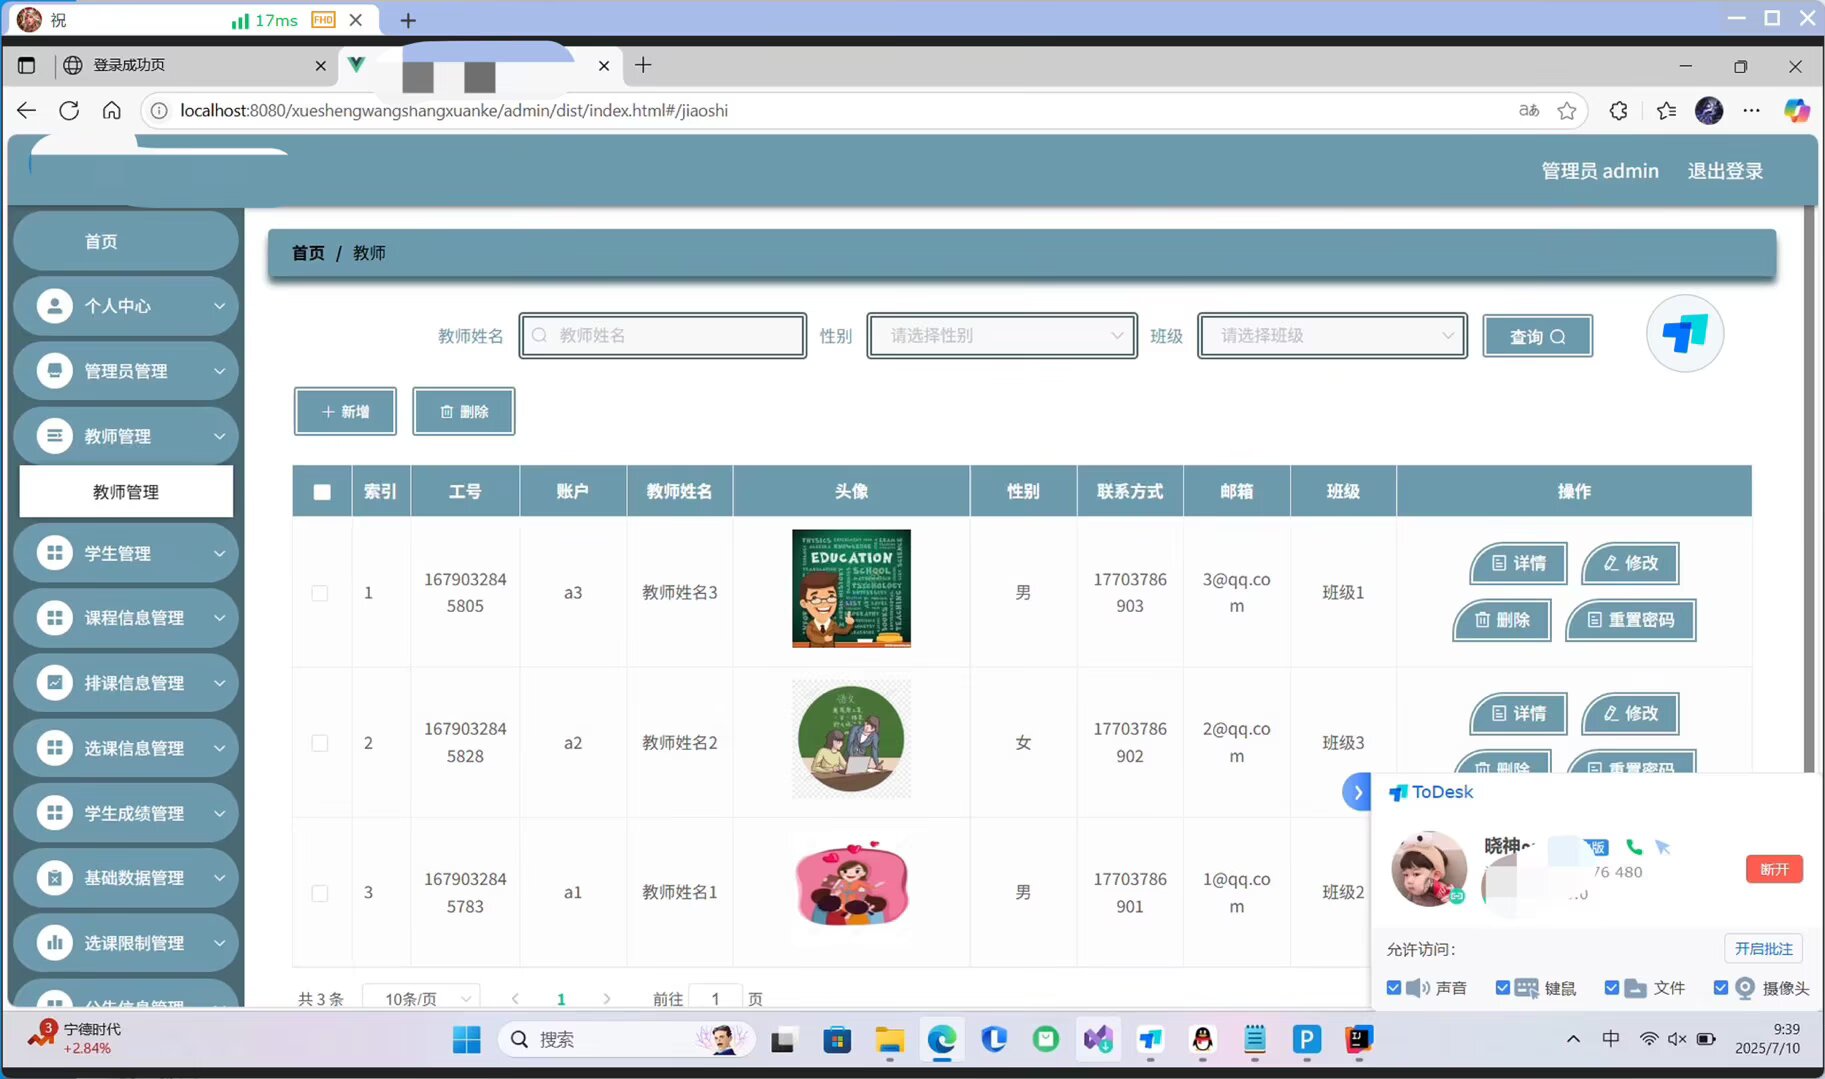 祝 17ms FHD
登录成功页
localhost:8080/xueshengwangshangxuanke/admin/dist/index.html#/jiaoshi aあ
管理员 admin 退出登录
首页
个人中心
管理员管理
教师管理
教师管理
学生管理
课程信息管理
排课信息管理
选课信息管理
学生成绩管理
基础数据管理
选课限制管理
公告信息管理
首页 / 教师
教师姓名 教师姓名 性别 请选择性别 班级 请选择班级 查询
新增 删除
索引 工号 账户 教师姓名 头像 性别 联系方式 邮箱 班级 操作
EDUCATION
SCHOOL
1 1679032845805 a3 教师姓名3 男 17703786903 3@qq.com 班级1 详情 修改
删除 重置密码
2 1679032845828 a2 教师姓名2 女 17703786902 2@qq.com 班级3 详情 修改
删除 重置密码
3 1679032845783 a1 教师姓名1 男 17703786901 1@qq.com 班级2
共 3 条 10条/页 1 前往 1 页
ToDesk
晓神
版
76 480
断开
允许访问: 开启批注
声音 键鼠 文件 摄像头
3 宁德时代
+2.84%
搜索
中
9:39
2025/7/10